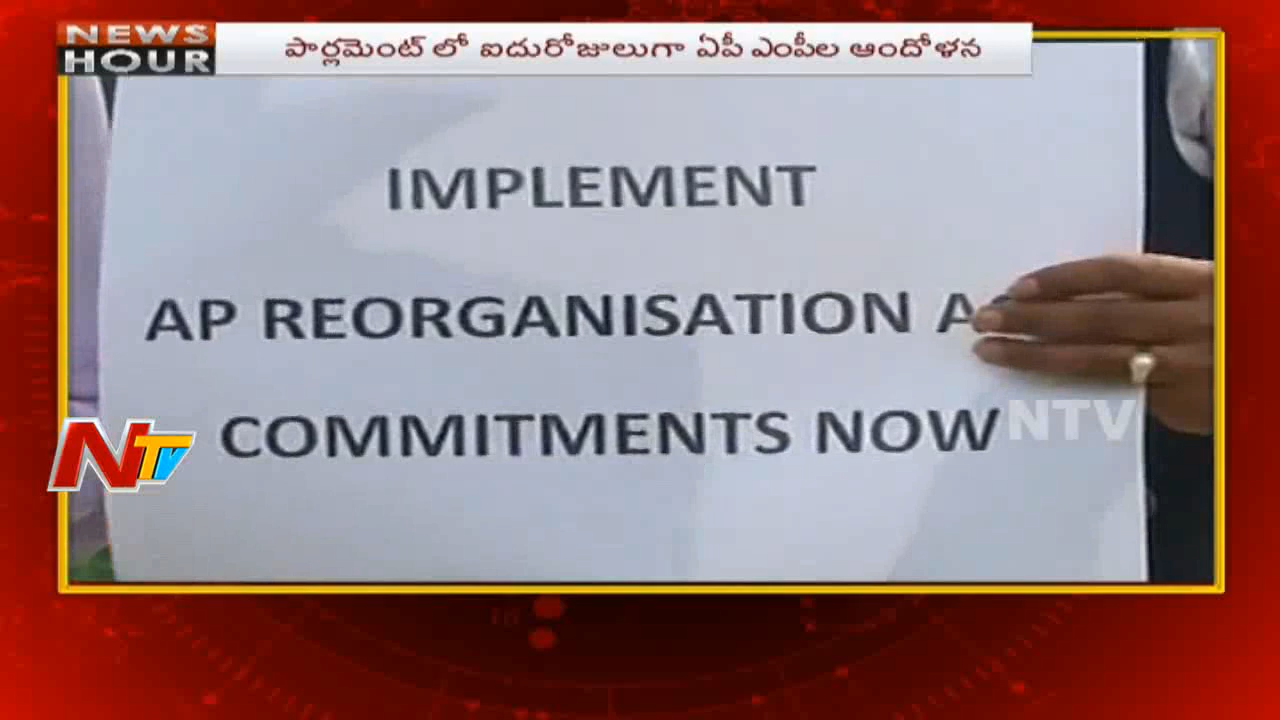 NEWS
HOUR
పార్లమెంట్ లో ఐదురోజులుగా ఏపీ ఎంపీల ఆందోళన
IMPLEMENT
AP REORGANISATION
COMMITMENTS NOW
NTV
NTV